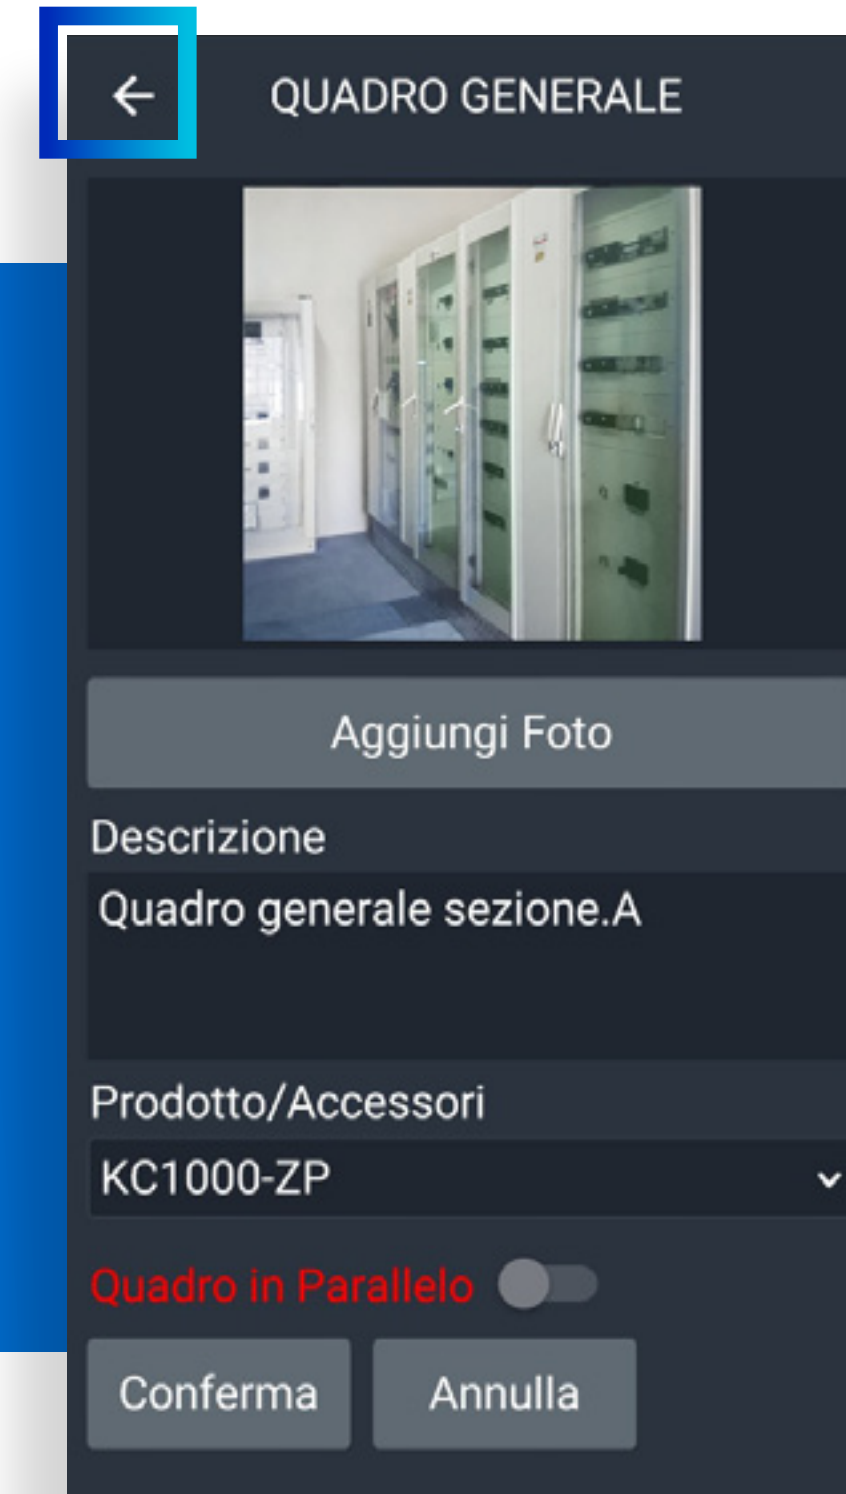 QUADRO GENERALE
Aggiungi Foto
Descrizione
Quadro generale sezione.A
Prodotto/Accessori
KC1000-ZP
Quadro in Parallelo
Conferma
Annulla